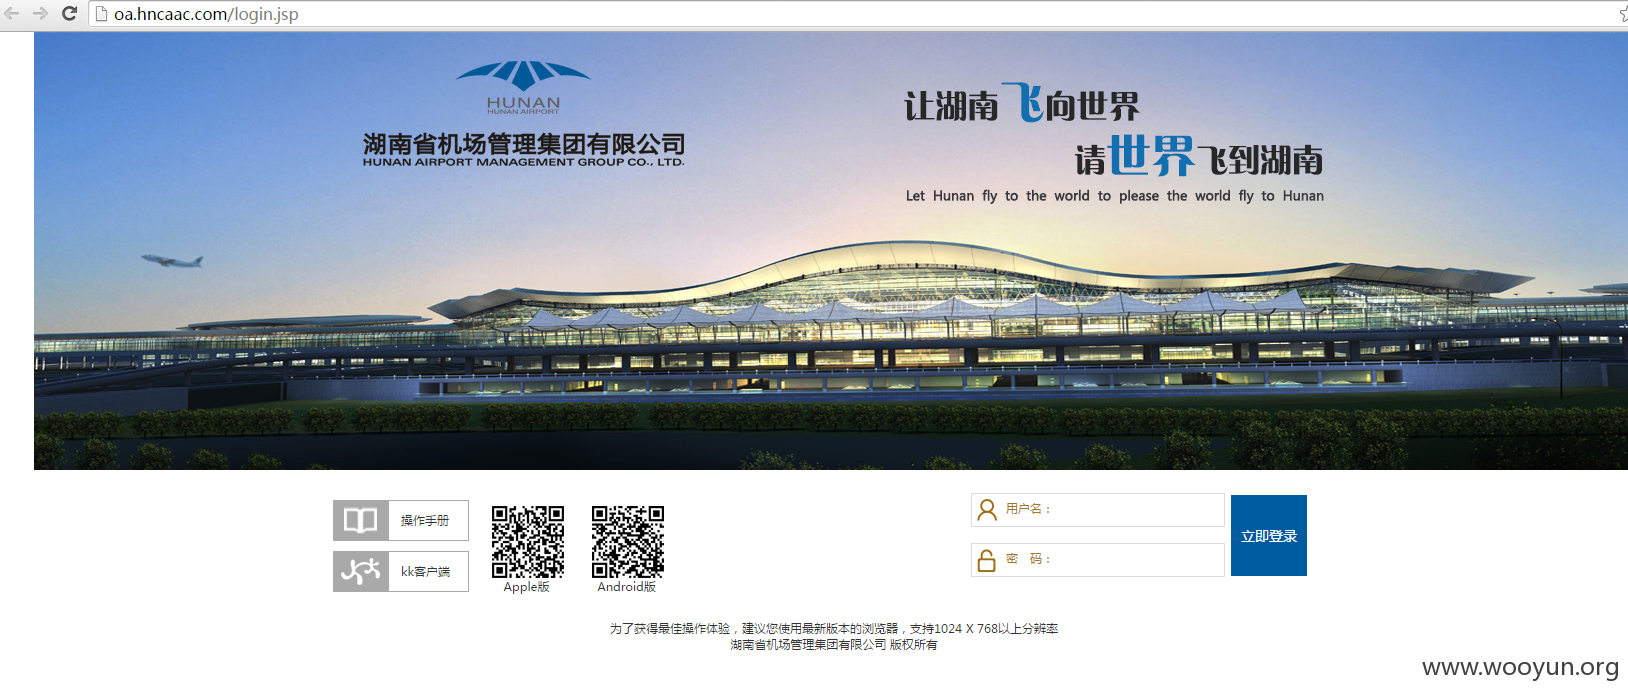 oa.hncaac.com/login.jsp
HUNAN
HUNAN AIRPORT
湖南省机场管理集团有限公司
HUNAN AIRPORT MANAGEMENT GROUP CO., LTD.
让湖南飞向世界
请世界飞到湖南
Let Hunan fly to the world to please the world fly to Hunan
操作手册
kk客户端
Apple版
Android版
用户名：
密 码：
立即登录
为了获得最佳操作体验，建议您使用最新版本的浏览器，支持1024 X 768以上分辨率
湖南省机场管理集团有限公司 版权所有
www.wooyun.org